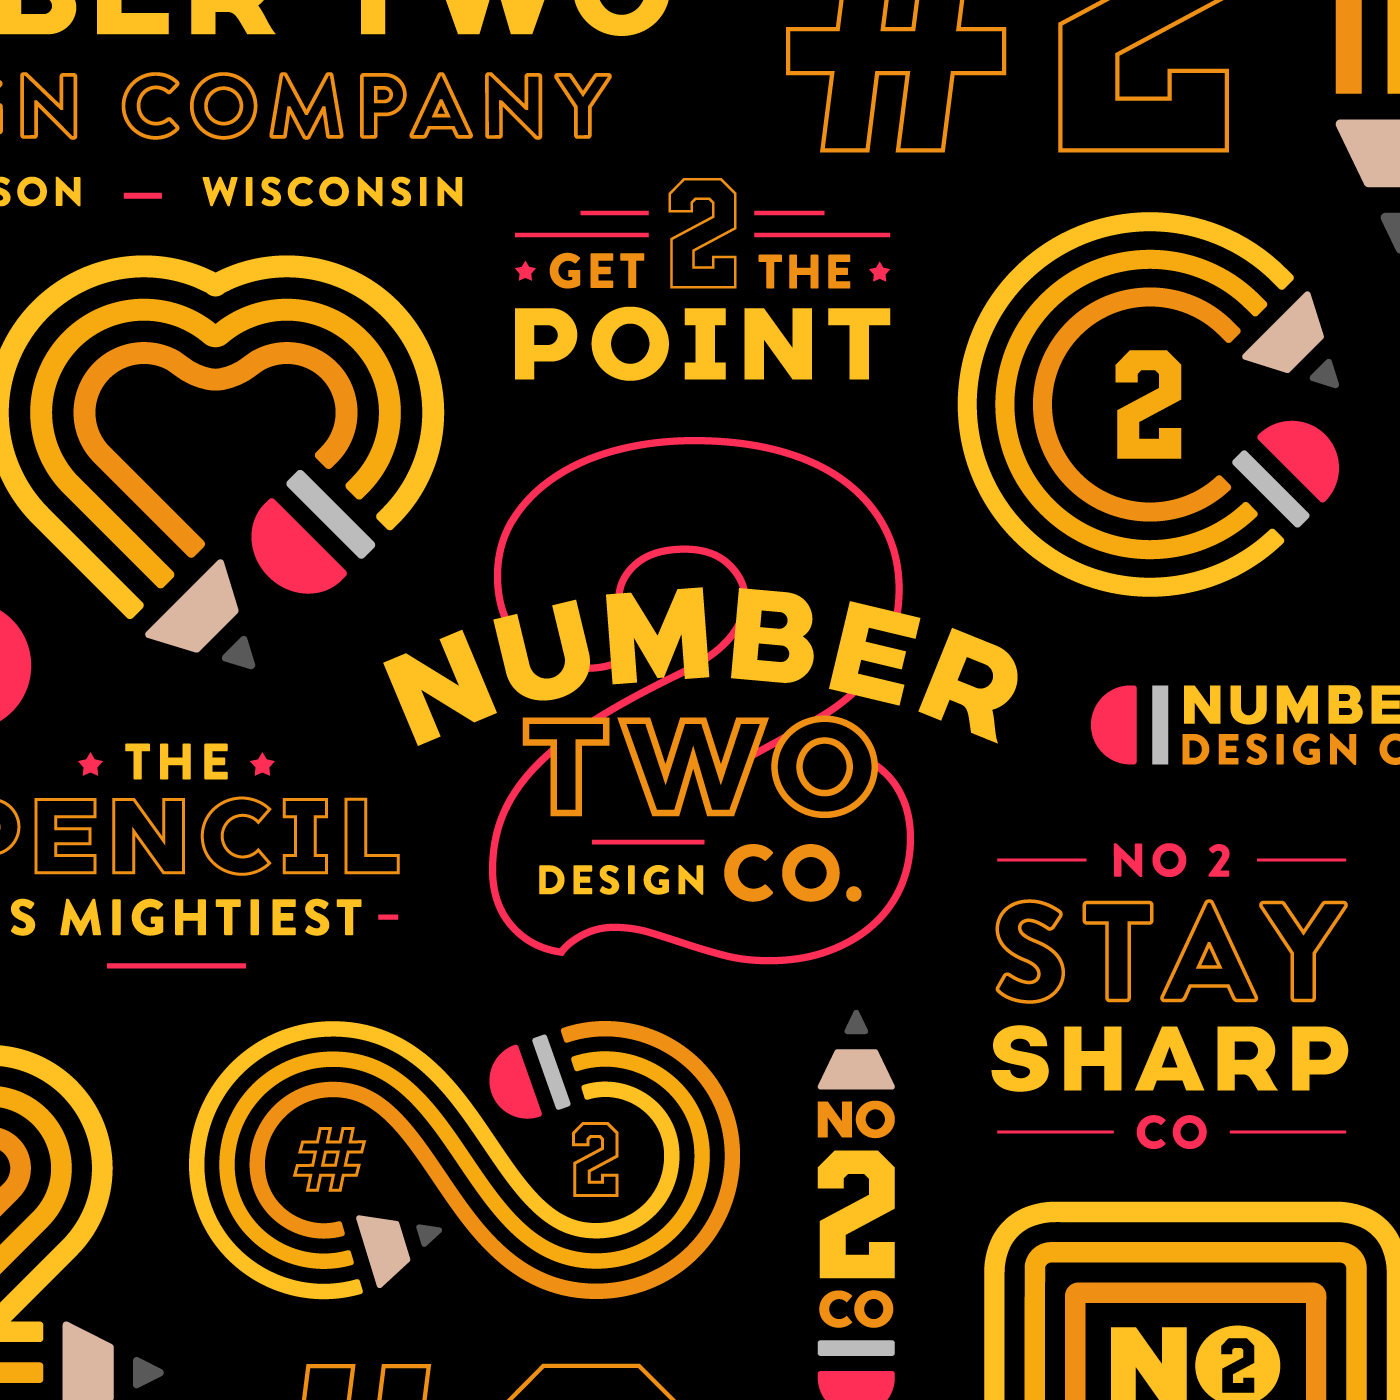 BER TWO
GN COMPANY
SON — WISCONSIN
#2
GET 2 THE
POINT
2
NUMBER
TWO
DESIGN CO.
NUMBE
DESIGN C
THE
PENCIL
S MIGHTIEST
NO 2
STAY
SHARP
CO
# 2
NO
2
CO
NO 2